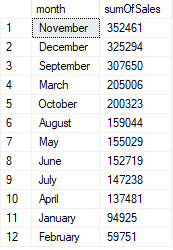 month sumOfSales
1 November 352461
2 December 325294
3 September 307650
4 March 205006
5 October 200323
6 August 159044
7 May 155029
8 June 152719
9 July 147238
10 April 137481
11 January 94925
12 February 59751